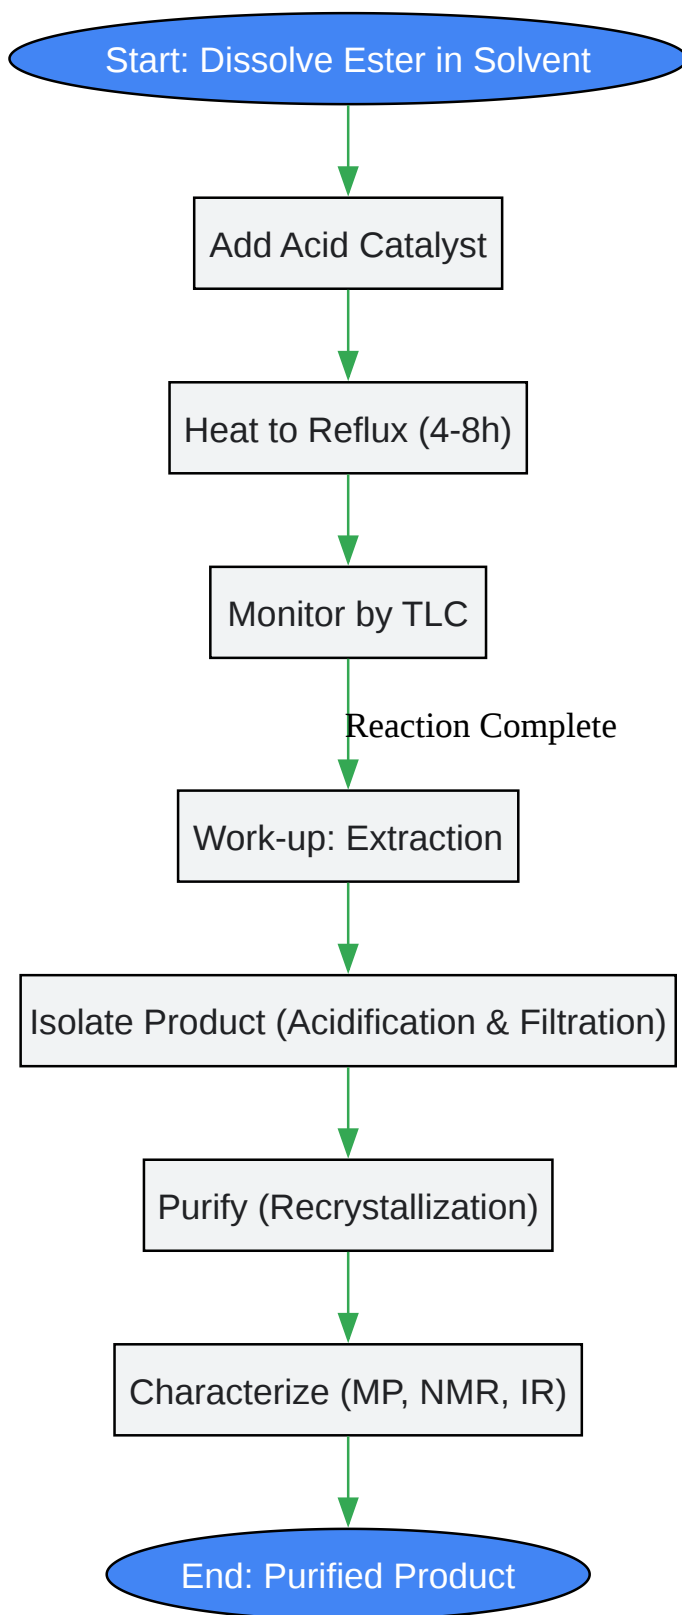 Start: Dissolve Ester in Solvent
Add Acid Catalyst
Heat to Reflux (4-8h)
Monitor by TLC
Reaction Complete
Work-up: Extraction
Isolate Product (Acidification & Filtration)
Purify (Recrystallization)
Characterize (MP, NMR, IR)
End: Purified Product